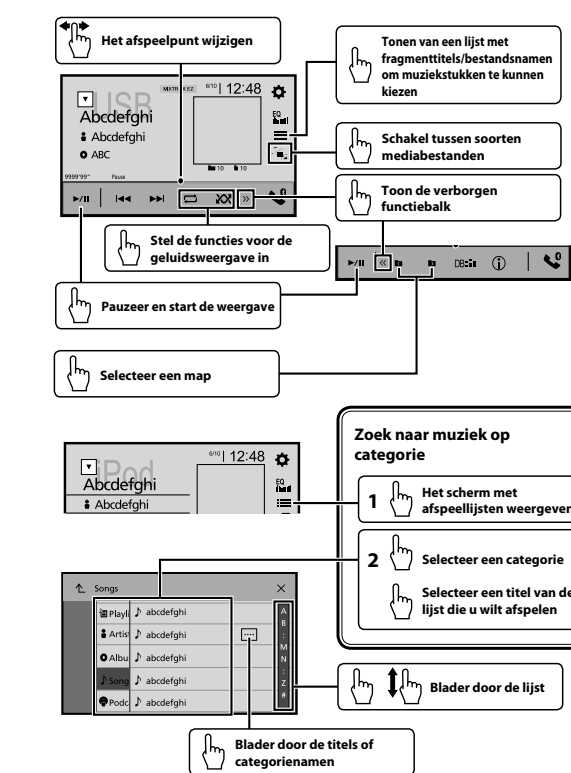 Het afspeelpunt wijzigen
Tonen van een lijst met
fragmenttitels/bestandsnamen
om muziekstukken te kunnen
kiezen
USB
MIXTRAX EZ 6/10 12:48
Abcdefghi
Abcdefghi
ABC
EQ
10 10
9999'99" Pause
Schakel tussen soorten
mediabestanden
Toon de verborgen
functiebalk
Stel de functies voor de
geluidsweergave in
DB
Pauzeer en start de weergave
Selecteer een map
Zoek naar muziek op
categorie
1 Het scherm met
afspeellijsten weergeven
2 Selecteer een categorie
Selecteer een titel van de
lijst die u wilt afspelen
iPod
6/10 12:48
Abcdefghi
Abcdefghi
EQ
Songs
Playli abcdefghi
Artis abcdefghi
Albu abcdefghi
Song abcdefghi
Podc abcdefghi
A
B
:
M
N
:
Z
#
Blader door de lijst
Blader door de titels of
categorienamen